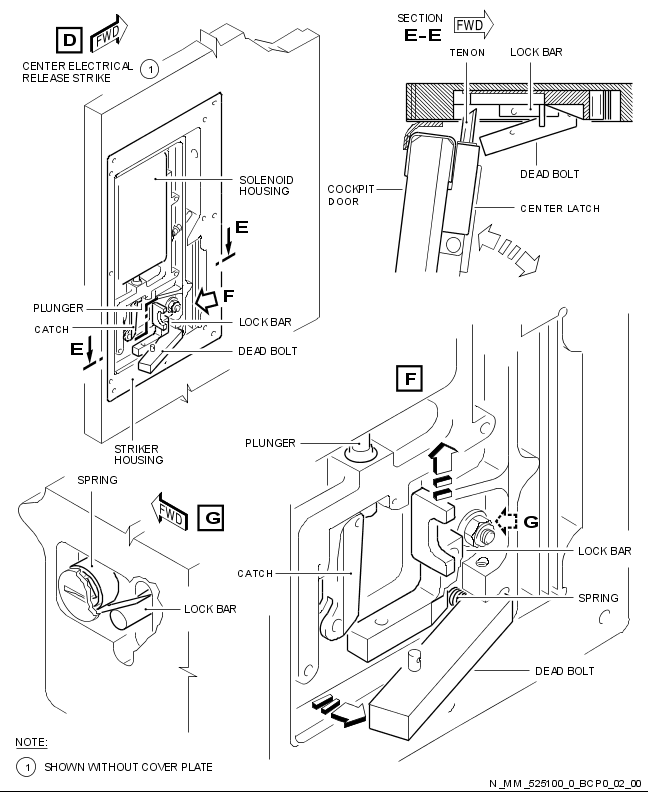 D
FWD
CENTER ELECTRICAL
RELEASE STRIKE
1
SECTION
E-E
FWD
TENON
LOCK BAR
DEAD BOLT
COCKPIT
DOOR
CENTER LATCH
SOLENOID
HOUSING
E
F
PLUNGER
CATCH
LOCK BAR
E
DEAD BOLT
STRIKER
HOUSING
F
PLUNGER
G
LOCK BAR
CATCH
SPRING
DEAD BOLT
SPRING
FWD
G
LOCK BAR
NOTE:
1 SHOWN WITHOUT COVER PLATE
N_MM_525100_0_BCP0_02_00